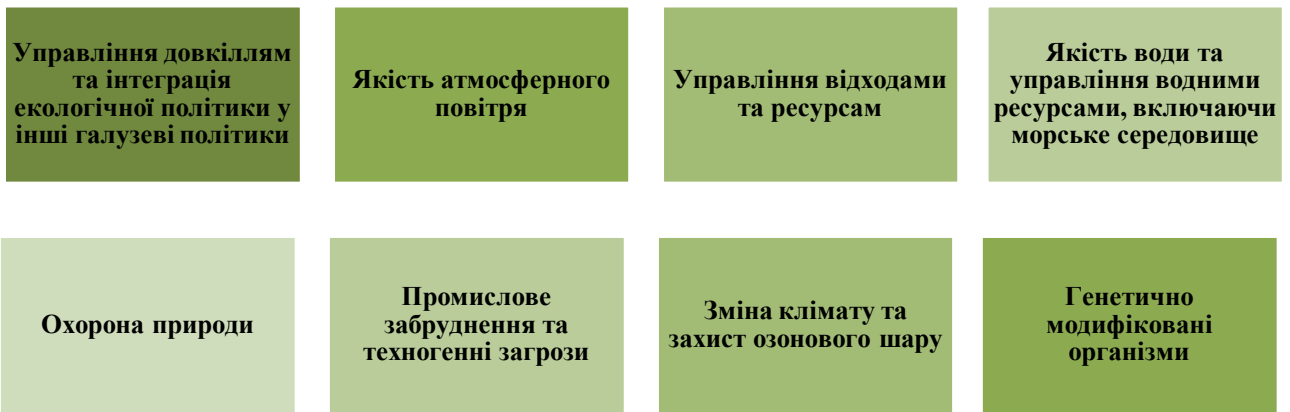 Управління довкіллям
та інтеграція
екологічної політики у
інші галузеві політики
Якість атмосферного
повітря
Управління відходами
та ресурсам
Якість води та
управління водними
ресурсами, включаючи
морське середовище
Охорона природи
Промислове
забруднення та
техногенні загрози
Зміна клімату та
захист озонового шару
Генетично
модифіковані
організми